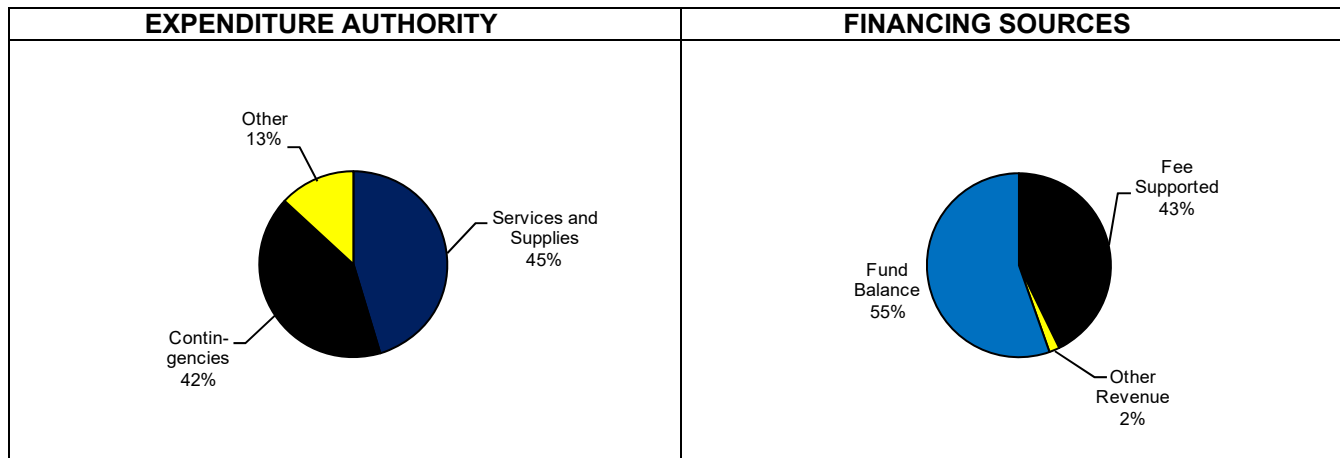 EXPENDITURE AUTHORITY
FINANCING SOURCES
Other
13%
Services and
Supplies
45%
Contin-
gencies
42%
Fee
Supported
43%
Fund
Balance
55%
Other
Revenue
2%